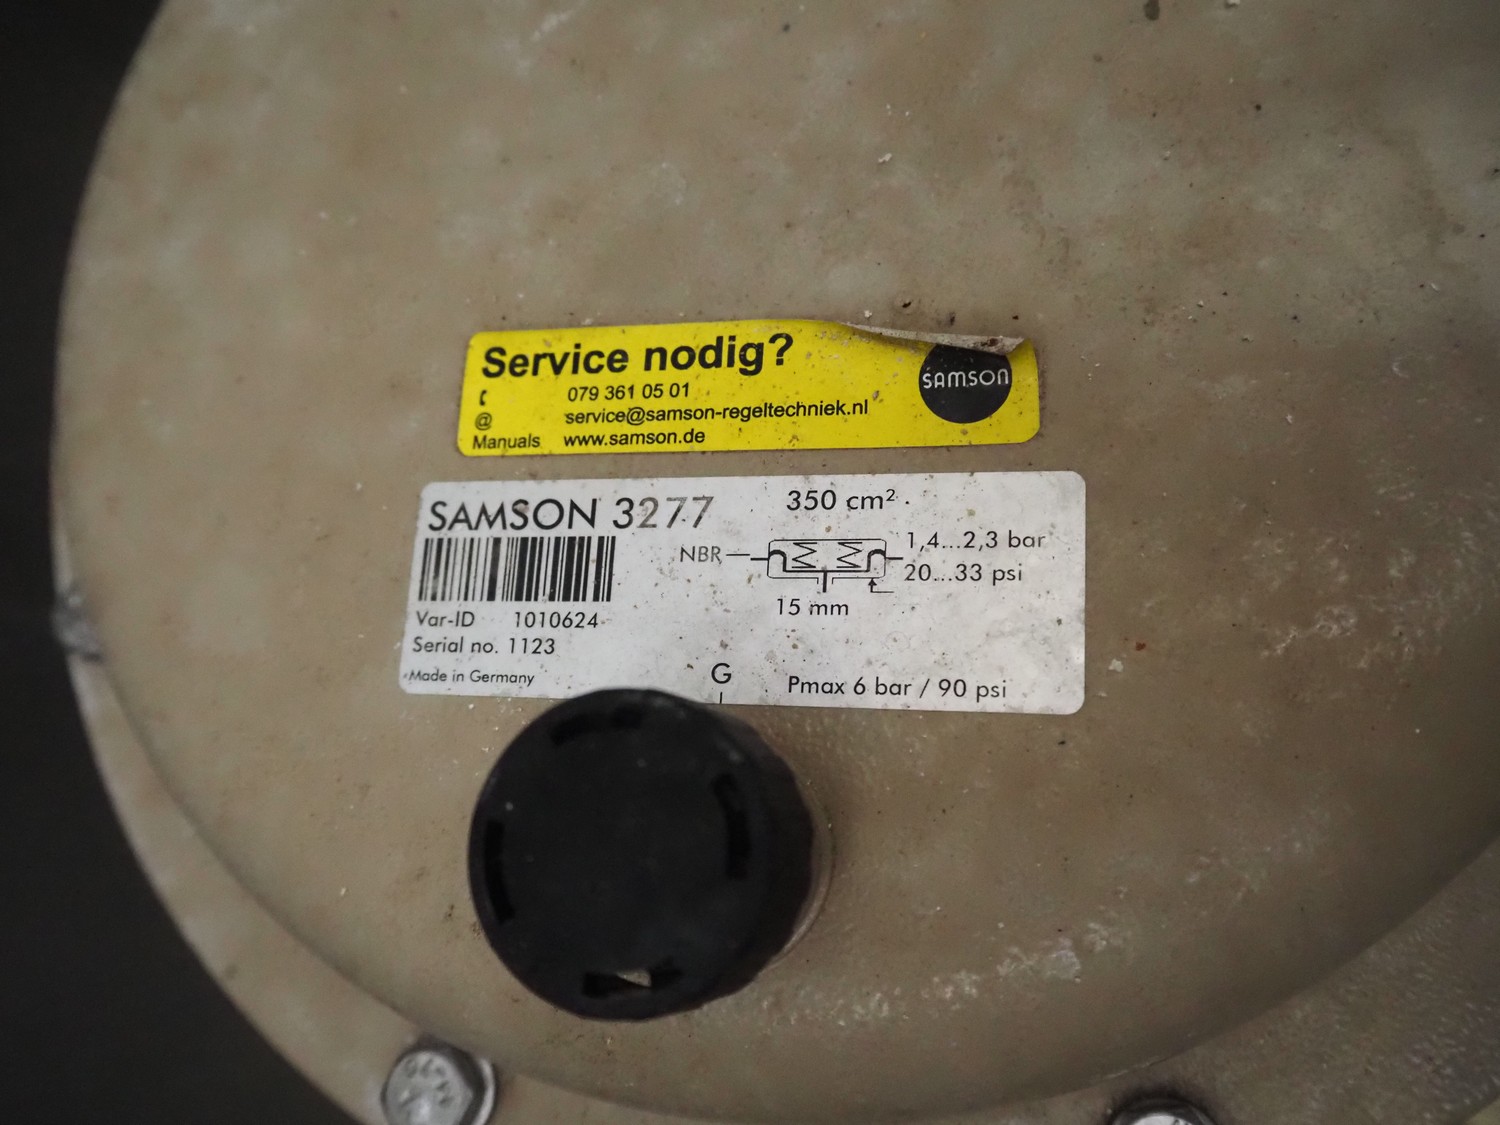 Service nodig?
079 361 05 01
@ service@samson-regeltechniek.nl
Manuals www.samson.de
SAMSON
SAMSON 3277
350 cm²
NBR
1,4...2,3 bar
20...33 psi
15 mm
Var-ID 1010624
Serial no. 1123
Made in Germany
G
Pmax 6 bar / 90 psi